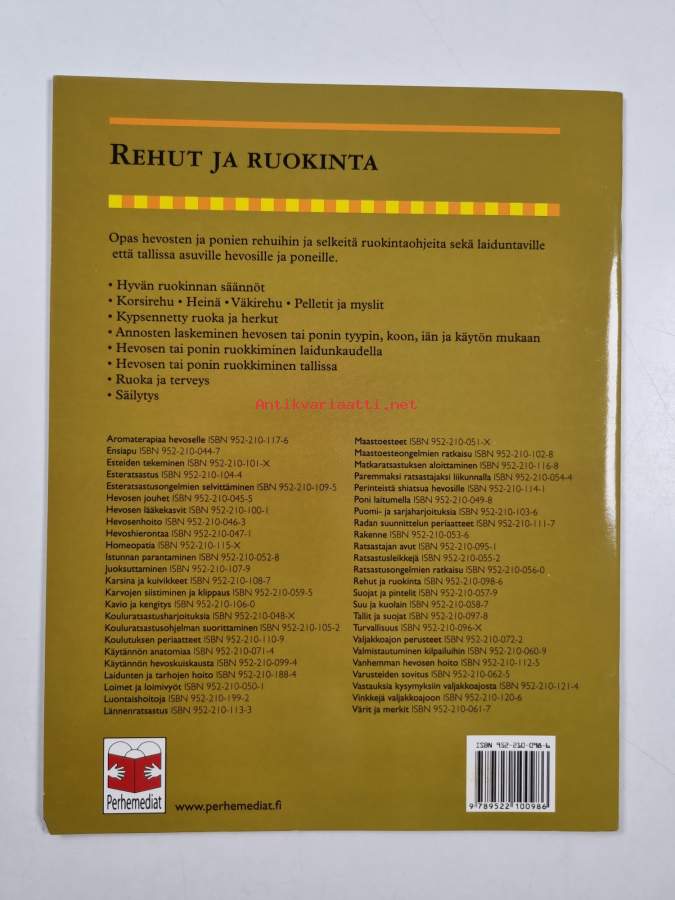 REHUT JA RUOKINTA
Opas hevosten ja ponien rehuihin ja selkeitä ruokintaohjeita sekä laiduntaville
että tallissa asuville hevosille ja poneille.
• Hyvän ruokinnan säännöt
• Korsirehu • Heinä • Väkirehu • Pelletit ja myslit
• Kypsennetty ruoka ja herkut
• Annosten laskeminen hevosen tai ponin tyypin, koon, iän ja käytön mukaan
• Hevosen tai ponin ruokkiminen laidunkaudella
• Hevosen tai ponin ruokkiminen tallissa
• Ruoka ja terveys
• Säilytys
Antikvariaatti.net
Aromaterapiaa hevoselle ISBN 952-210-117-6
Ensiapu ISBN 952-210-044-7
Esteiden tekeminen ISBN 952-210-101-X
Esteratsastus ISBN 952-210-104-4
Esteratsastusongelmien selvittäminen ISBN 952-210-109-5
Hevosen jouhet ISBN 952-210-045-5
Hevosen lääkekasvit ISBN 952-210-100-1
Hevosenhoito ISBN 952-210-046-3
Hevoshierontaa ISBN 952-210-047-1
Homeopatia ISBN 952-210-115-X
Istunnan parantaminen ISBN 952-210-052-8
Juoksuttaminen ISBN 952-210-107-9
Karsina ja kuivikkeet ISBN 952-210-108-7
Karvojen siistiminen ja klippaus ISBN 952-210-059-5
Kavio ja kengitys ISBN 952-210-106-0
Kouluratsastusharjoituksia ISBN 952-210-048-X
Kouluratsastusohjelman suorittaminen ISBN 952-210-105-2
Koulutuksen periaatteet ISBN 952-210-110-9
Käytännön anatomiaa ISBN 952-210-071-4
Käytännön hevoskuiskausta ISBN 952-210-099-4
Laidunten ja tarhojen hoito ISBN 952-210-188-4
Loimet ja loimivyöt ISBN 952-210-050-1
Luontaishoitoja ISBN 952-210-199-2
Lännenratsastus ISBN 952-210-113-3
Maastoesteet ISBN 952-210-051-X
Maastoesteongelmien ratkaisu ISBN 952-210-102-8
Matkaratsastuksen aloittaminen ISBN 952-210-116-8
Paremmaksi ratsastajaksi liikunnalla ISBN 952-210-054-4
Perinteistä shiatsua hevosille ISBN 952-210-114-1
Poni laitumella ISBN 952-210-049-8
Puomi- ja sarjaharjoituksia ISBN 952-210-103-6
Radan suunnittelun periaatteet ISBN 952-210-111-7
Rakenne ISBN 952-210-053-6
Ratsastajan avut ISBN 952-210-095-1
Ratsastusleikkejä ISBN 952-210-055-2
Ratsastusongelmien ratkaisu ISBN 952-210-056-0
Rehut ja ruokinta ISBN 952-210-098-6
Suojat ja pintelit ISBN 952-210-057-9
Suu ja kuolain ISBN 952-210-058-7
Tallit ja suojat ISBN 952-210-097-8
Turvallisuus ISBN 952-210-096-X
Valjakkoajon perusteet ISBN 952-210-072-2
Valmistautuminen kilpailuihin ISBN 952-210-060-9
Vanhemman hevosen hoito ISBN 952-210-112-5
Varusteiden sovitus ISBN 952-210-062-5
Vastauksia kysymyksiin valjakkoajosta ISBN 952-210-121-4
Vinkkejä valjakkoajoon ISBN 952-210-120-6
Värit ja merkit ISBN 952-210-061-7
Perhemediat
www.perhemediat.fi
ISBN 952-210-098-6
9 789522 100986